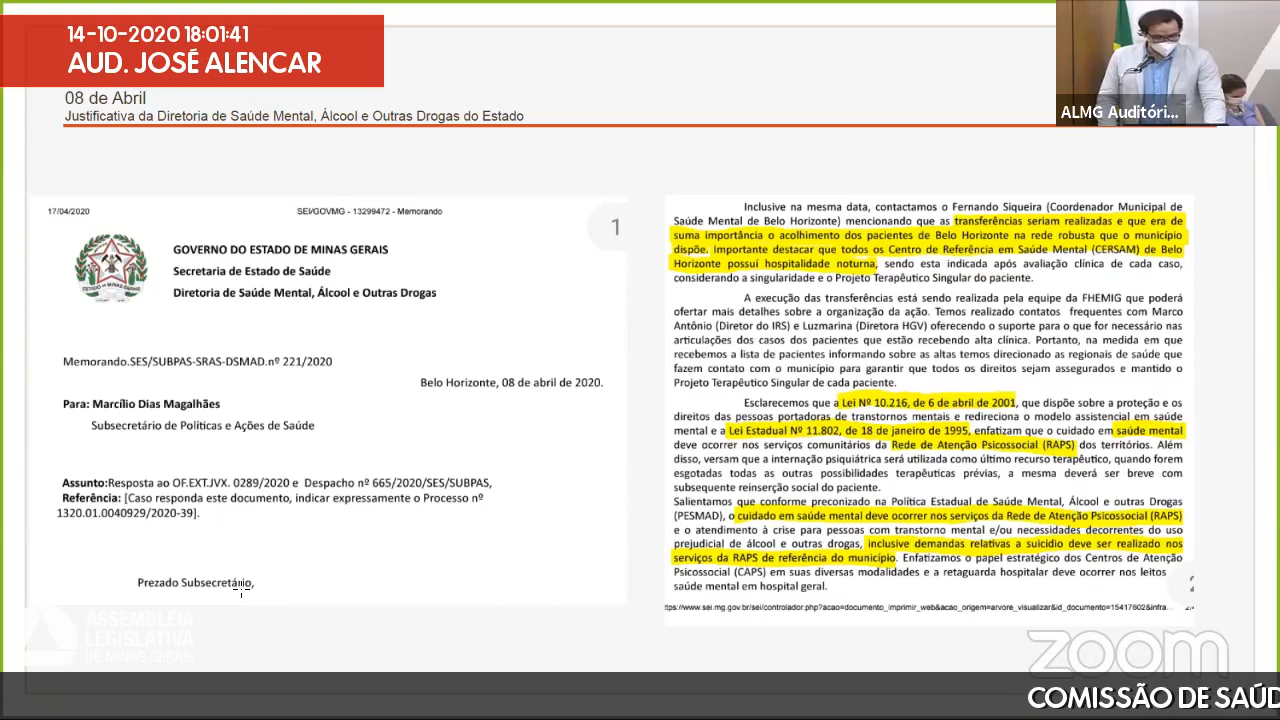 14-10-2020 18:01:41
AUD. JOSÉ ALENCAR
08 de Abril
Justificativa da Diretoria de Saúde Mental, Álcool e Outras Drogas do Estado
ALMG Auditóri...
17/04/2020
SEI/GOVMG - 13299472 - Memorando
1
GOVERNO DO ESTADO DE MINAS GERAIS
Secretaria de Estado de Saúde
Diretoria de Saúde Mental, Álcool e Outras Drogas
Memorando.SES/SUBPAS-SRAS-DSMAD.nº 221/2020
Belo Horizonte, 08 de abril de 2020.
Para: Marcílio Dias Magalhães
Subsecretário de Políticas e Ações de Saúde
Assunto:Resposta ao OF.EXT.JVX. 0289/2020 e Despacho nº 665/2020/SES/SUBPAS,
Referência: [Caso responda este documento, indicar expressamente o Processo nº
1320.01.0040929/2020-39].
Prezado Subsecretário,
Inclusive na mesma data, contactamos o Fernando Siqueira (Coordenador Municipal de
Saúde Mental de Belo Horizonte) mencionando que as transferências seriam realizadas e que era de
suma importância o acolhimento dos pacientes de Belo Horizonte na rede robusta que o município
dispõe. Importante destacar que todos os Centro de Referência em Saúde Mental (CERSAM) de Belo
Horizonte possuí hospitalidade noturna, sendo esta indicada após avaliação clínica de cada caso,
considerando a singularidade e o Projeto Terapêutico Singular do paciente.
A execução das transferências está sendo realizada pela equipe da FHEMIG que poderá
ofertar mais detalhes sobre a organização da ação. Temos realizado contatos frequentes com Marco
Antônio (Diretor do IRS) e Luzmarina (Diretora HGV) oferecendo o suporte para o que for necessário nas
articulações dos casos dos pacientes que estão recebendo alta clínica. Portanto, na medida em que
recebemos a lista de pacientes informando sobre as altas temos direcionado as regionais de saúde que
fazem contato com o município para garantir que todos os direitos sejam assegurados e mantido o
Projeto Terapêutico Singular de cada paciente.
Esclarecemos que a Lei Nº 10.216, de 6 de abril de 2001, que dispõe sobre a proteção e os
direitos das pessoas portadoras de transtornos mentais e redireciona o modelo assistencial em saúde
mental e a Lei Estadual Nº 11.802, de 18 de janeiro de 1995, enfatizam que o cuidado em saúde mental
deve ocorrer nos serviços comunitários da Rede de Atenção Psicossocial (RAPS) dos territórios. Além
disso, versam que a internação psiquiátrica será utilizada como último recurso terapêutico, quando forem
esgotadas todas as outras possibilidades terapêuticas prévias, a mesma deverá ser breve com
subsequente reinserção social do paciente.
Salientamos que conforme preconizado na Política Estadual de Saúde Mental, Álcool e outras Drogas
(PESMAD), o cuidado em saúde mental deve ocorrer nos serviços da Rede de Atenção Psicossocial (RAPS)
e o atendimento à crise para pessoas com transtorno mental e/ou necessidades decorrentes do uso
prejudicial de álcool e outras drogas, inclusive demandas relativas a suicídio deve ser realizado nos
serviços da RAPS de referência do município. Enfatizamos o papel estratégico dos Centros de Atenção
Psicossocial (CAPS) em suas diversas modalidades e a retaguarda hospitalar deve ocorrer nos leitos
saúde mental em hospital geral.
tps://www.sei.mg.gov.br/sei/controlador.php?acao=documento_imprimir_web&acao_origem=arvore_visualizar&id_documento=15417602&infra...
ASSEMBLEIA
LEGISLATIVA
DE MINAS GERAIS
zoom
COMISSÃO DE SAÚD